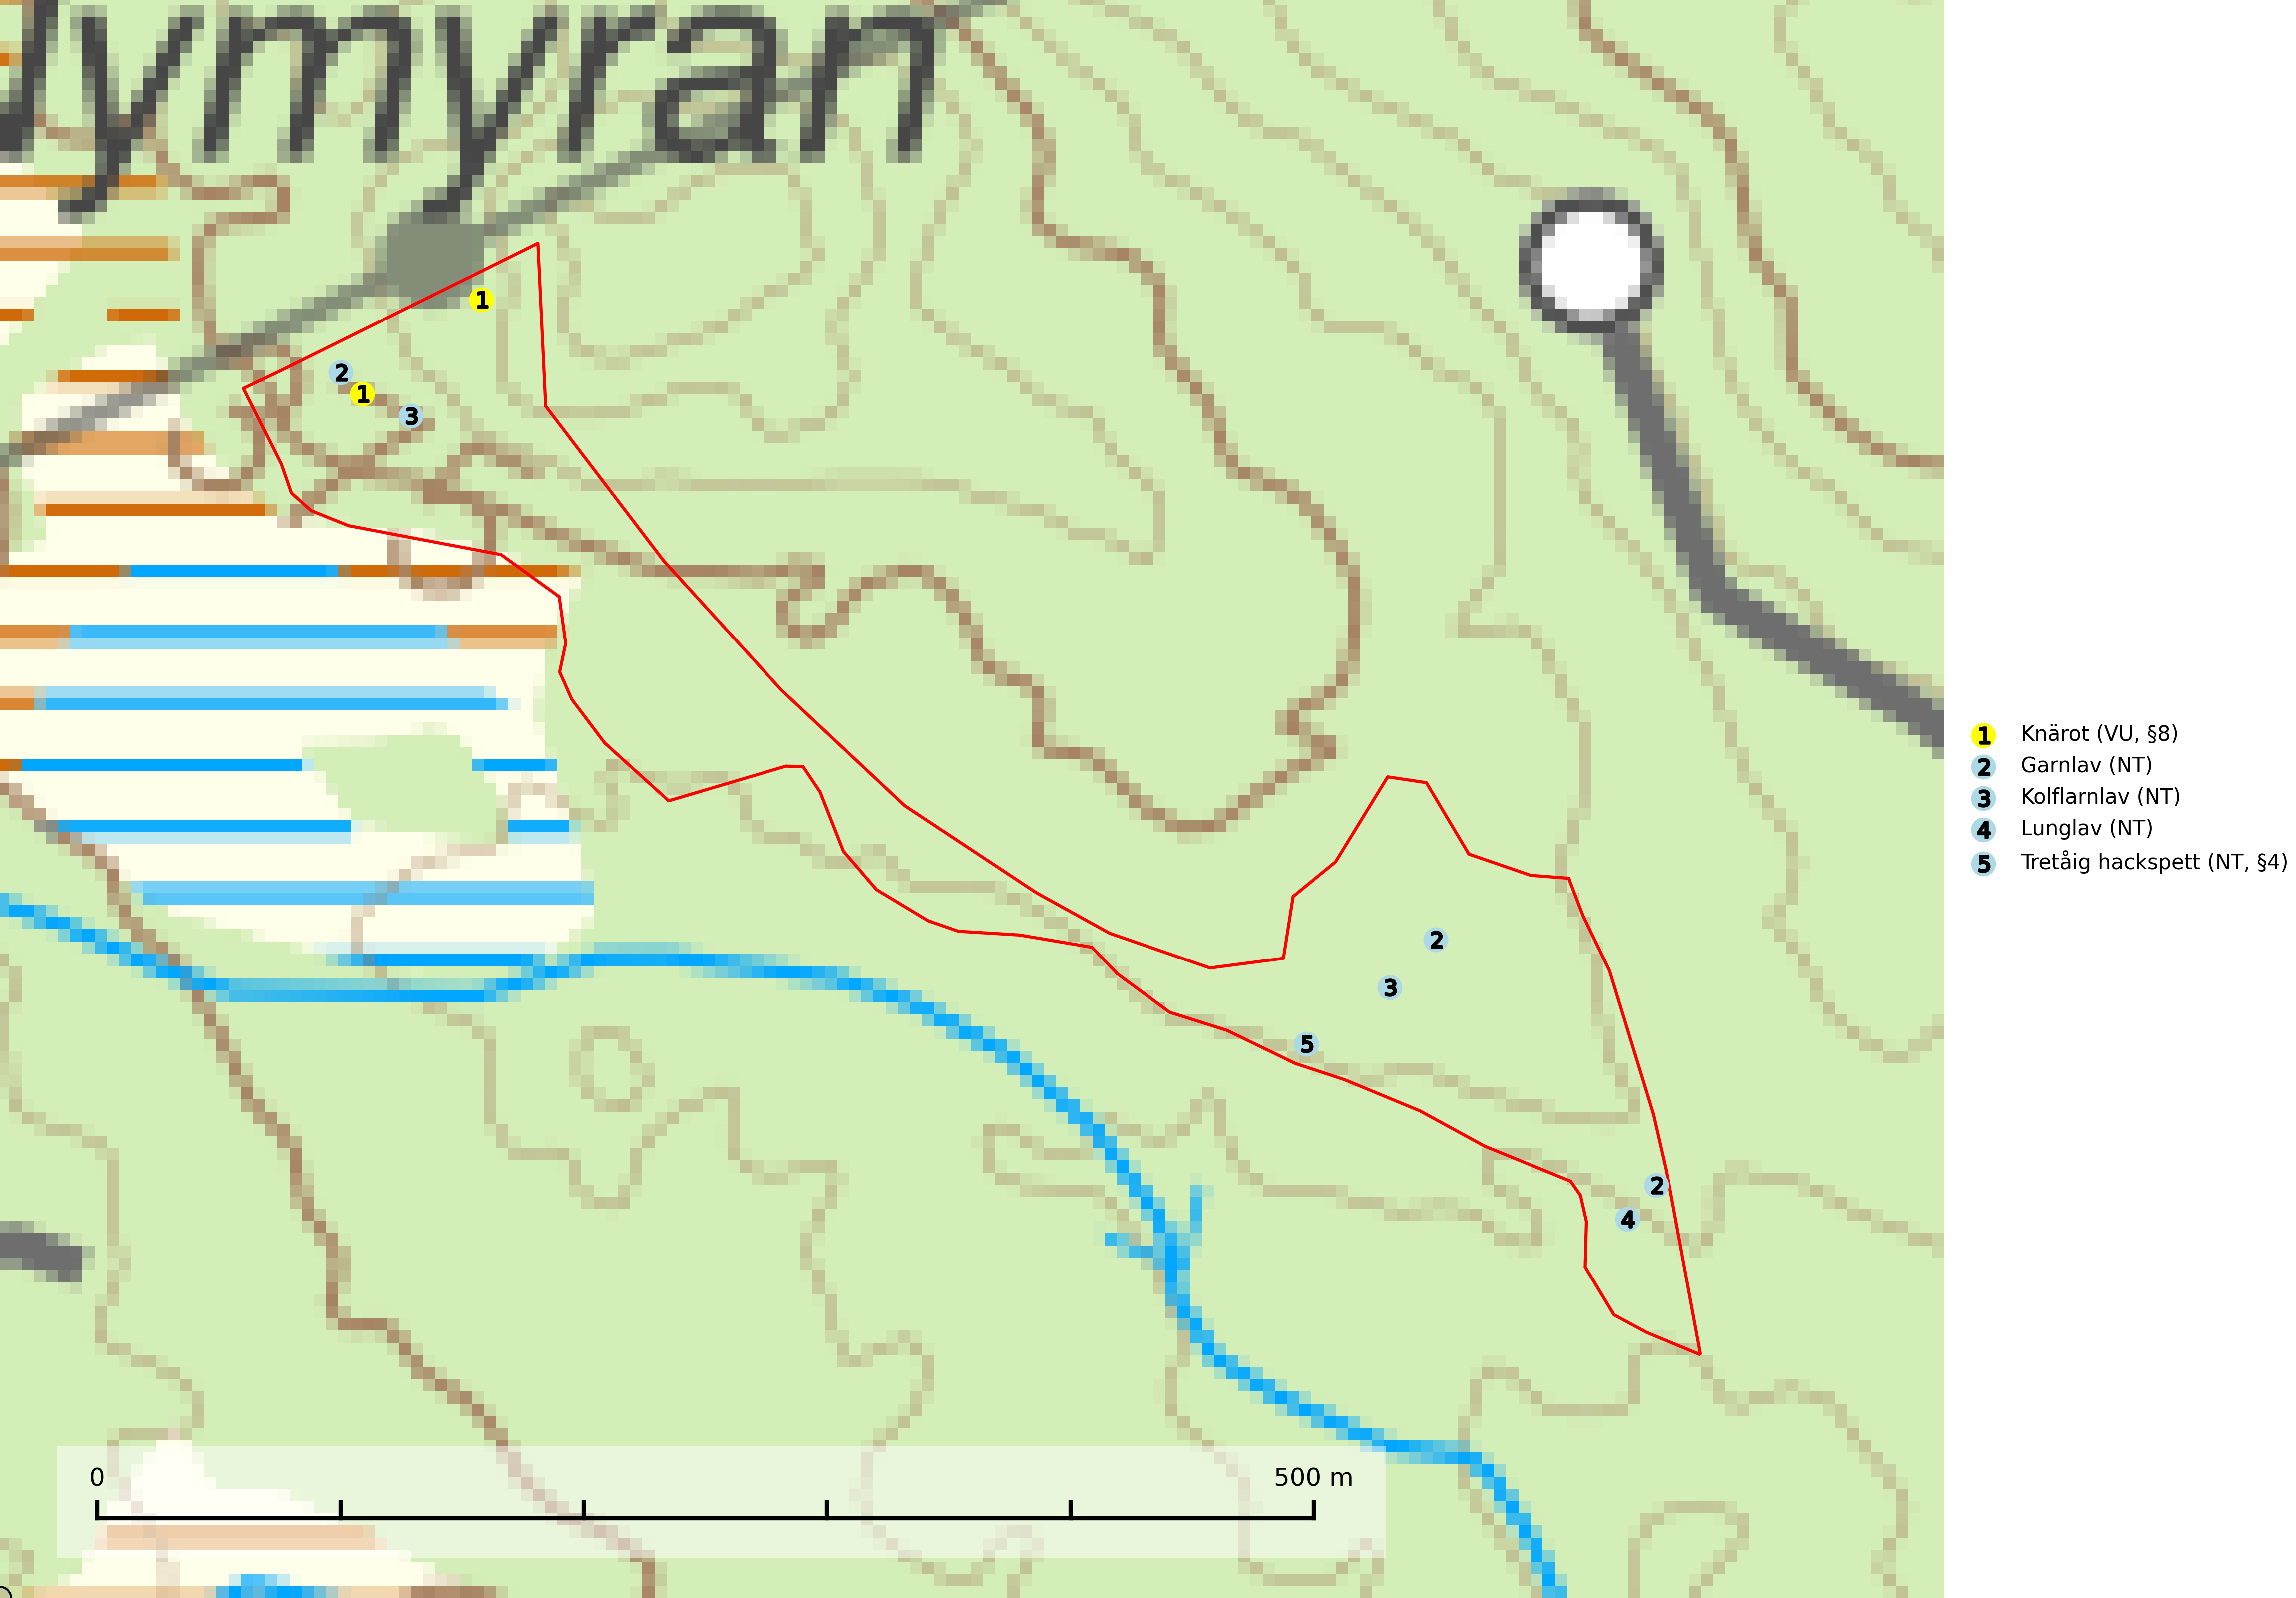 ymyran
1
2
1
3
2
3
5
2
4
0 500 m
1 Knärot (VU, §8)
2 Garnlav (NT)
3 Kolflarnlav (NT)
4 Lunglav (NT)
5 Tretåig hackspett (NT, §4)